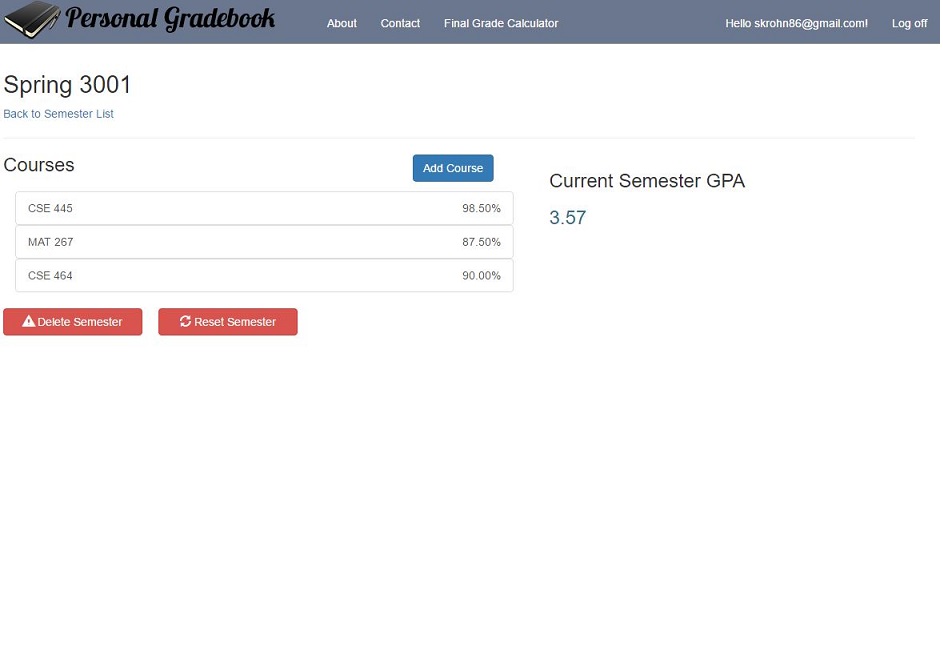 Personal Gradebook About Contact Final Grade Calculator Hello skrohn86@gmail.com! Log off
Spring 3001
Back to Semester List
Courses Add Course
CSE 445 98.50%
MAT 267 87.50%
CSE 464 90.00%
Delete Semester Reset Semester
Current Semester GPA
3.57